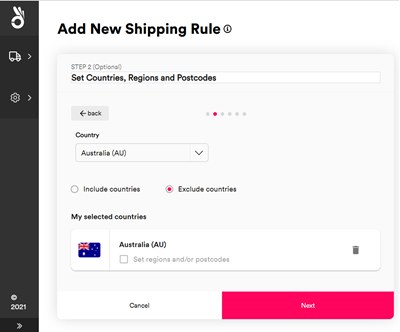 Add New Shipping Rule
STEP 2 (Optional)
Set Countries, Regions and Postcodes
back
Country
Australia (AU)
Include countries
Exclude countries
My selected countries
Australia (AU)
Set regions and/or postcodes
Cancel
Next
©
2021